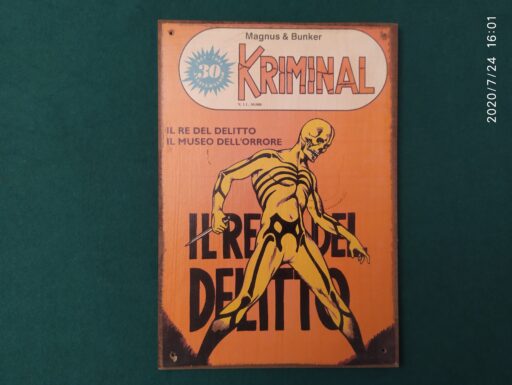 Magnus & Bunker
30
KRIMINAL
IL RE DEL DELITTO
IL MUSEO DELL'ORRORE
IL RE DEL
DELITTO
2020/7/24 16:01